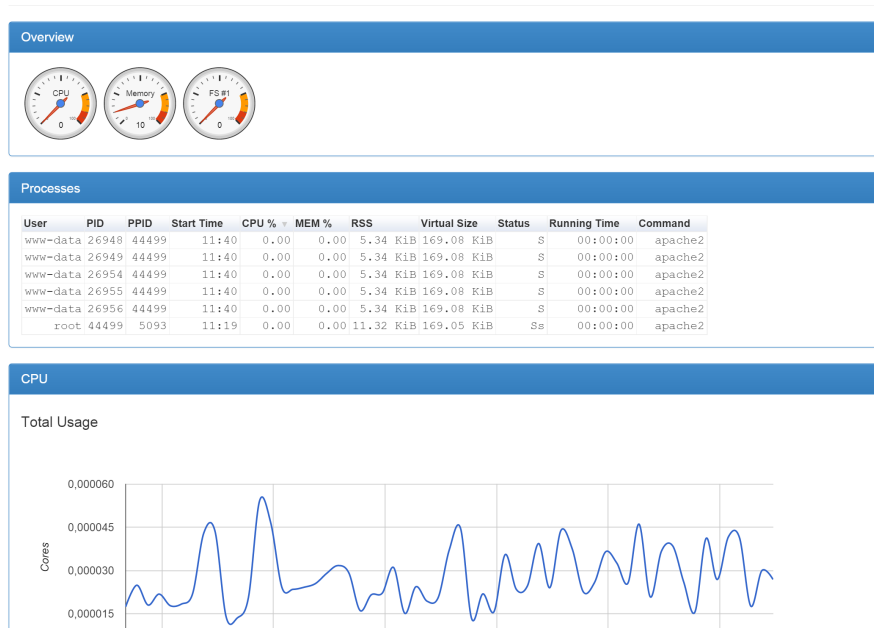 Overview
CPU Memory FS #1
100 100 100
0 10 0
Processes
User PID PPID Start Time CPU % MEM % RSS Virtual Size Status Running Time Command
www-data 26948 44499 11:40 0.00 0.00 5.34 KiB 169.08 KiB S 00:00:00 apache2
www-data 26949 44499 11:40 0.00 0.00 5.34 KiB 169.08 KiB S 00:00:00 apache2
www-data 26954 44499 11:40 0.00 0.00 5.34 KiB 169.08 KiB S 00:00:00 apache2
www-data 26955 44499 11:40 0.00 0.00 5.34 KiB 169.08 KiB S 00:00:00 apache2
www-data 26956 44499 11:40 0.00 0.00 5.34 KiB 169.08 KiB S 00:00:00 apache2
root 44499 5093 11:19 0.00 0.00 11.32 KiB 169.05 KiB Ss 00:00:00 apache2
CPU
Total Usage
0,000060
0,000045
Cores
0,000030
0,000015